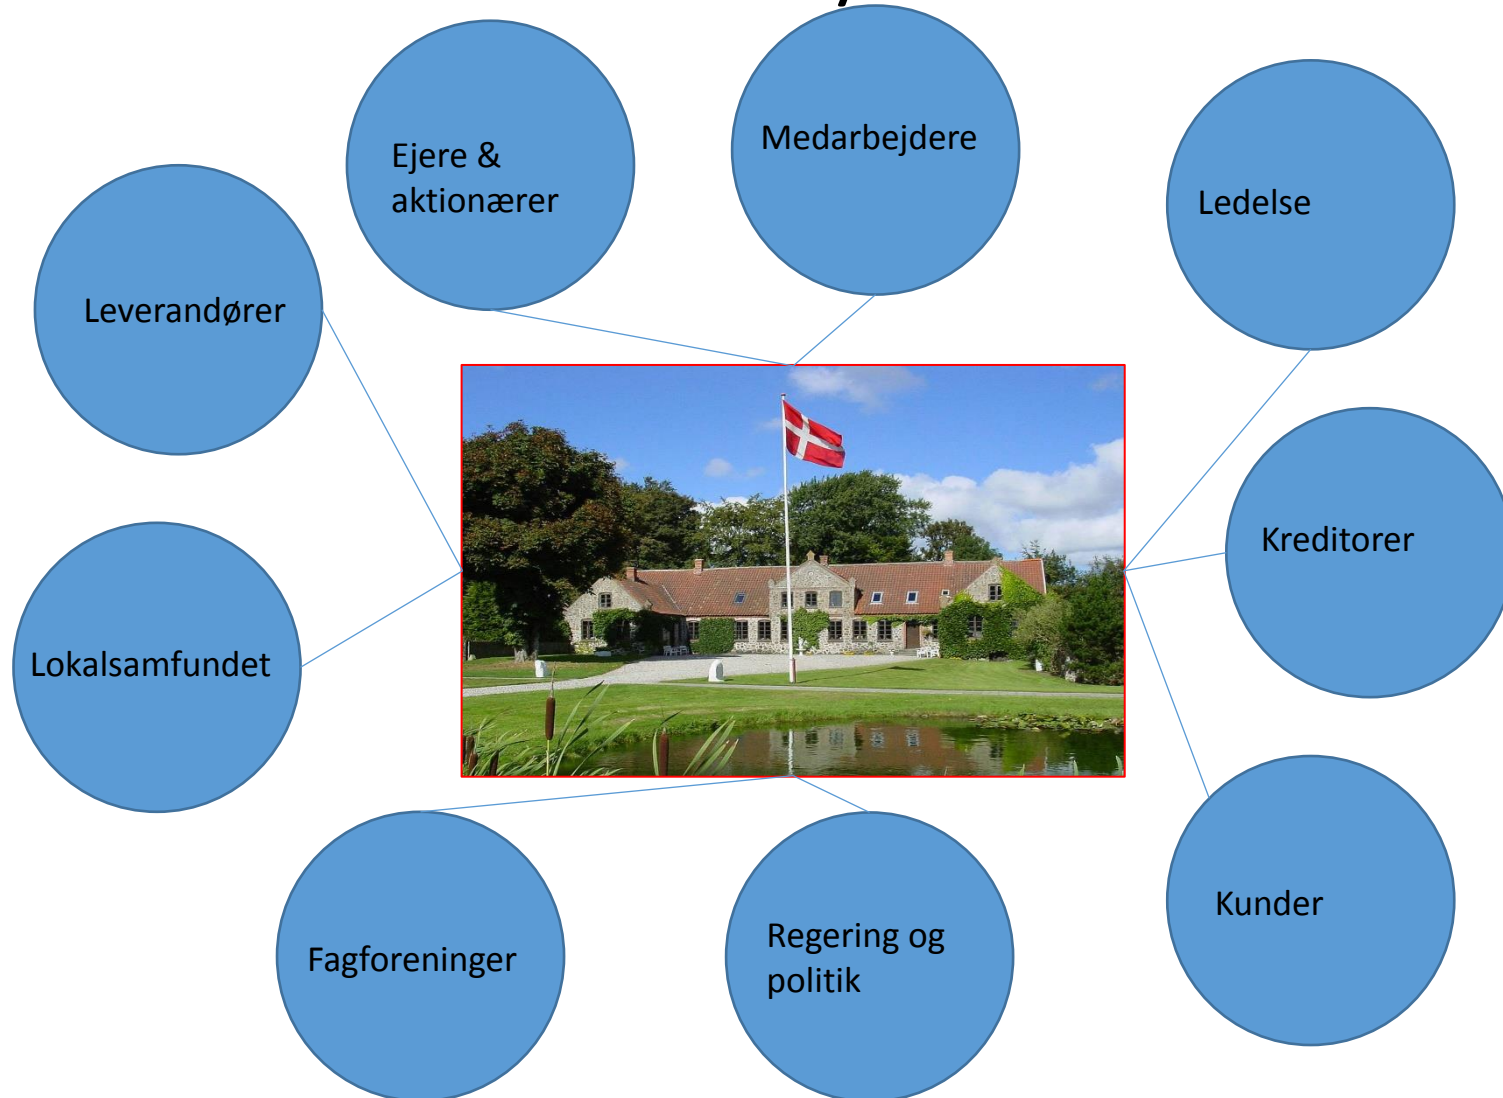 Ejere &
aktionærer
Medarbejdere
Ledelse
Leverandører
Kreditorer
Lokalsamfundet
Kunder
Fagforeninger
Regering og
politik